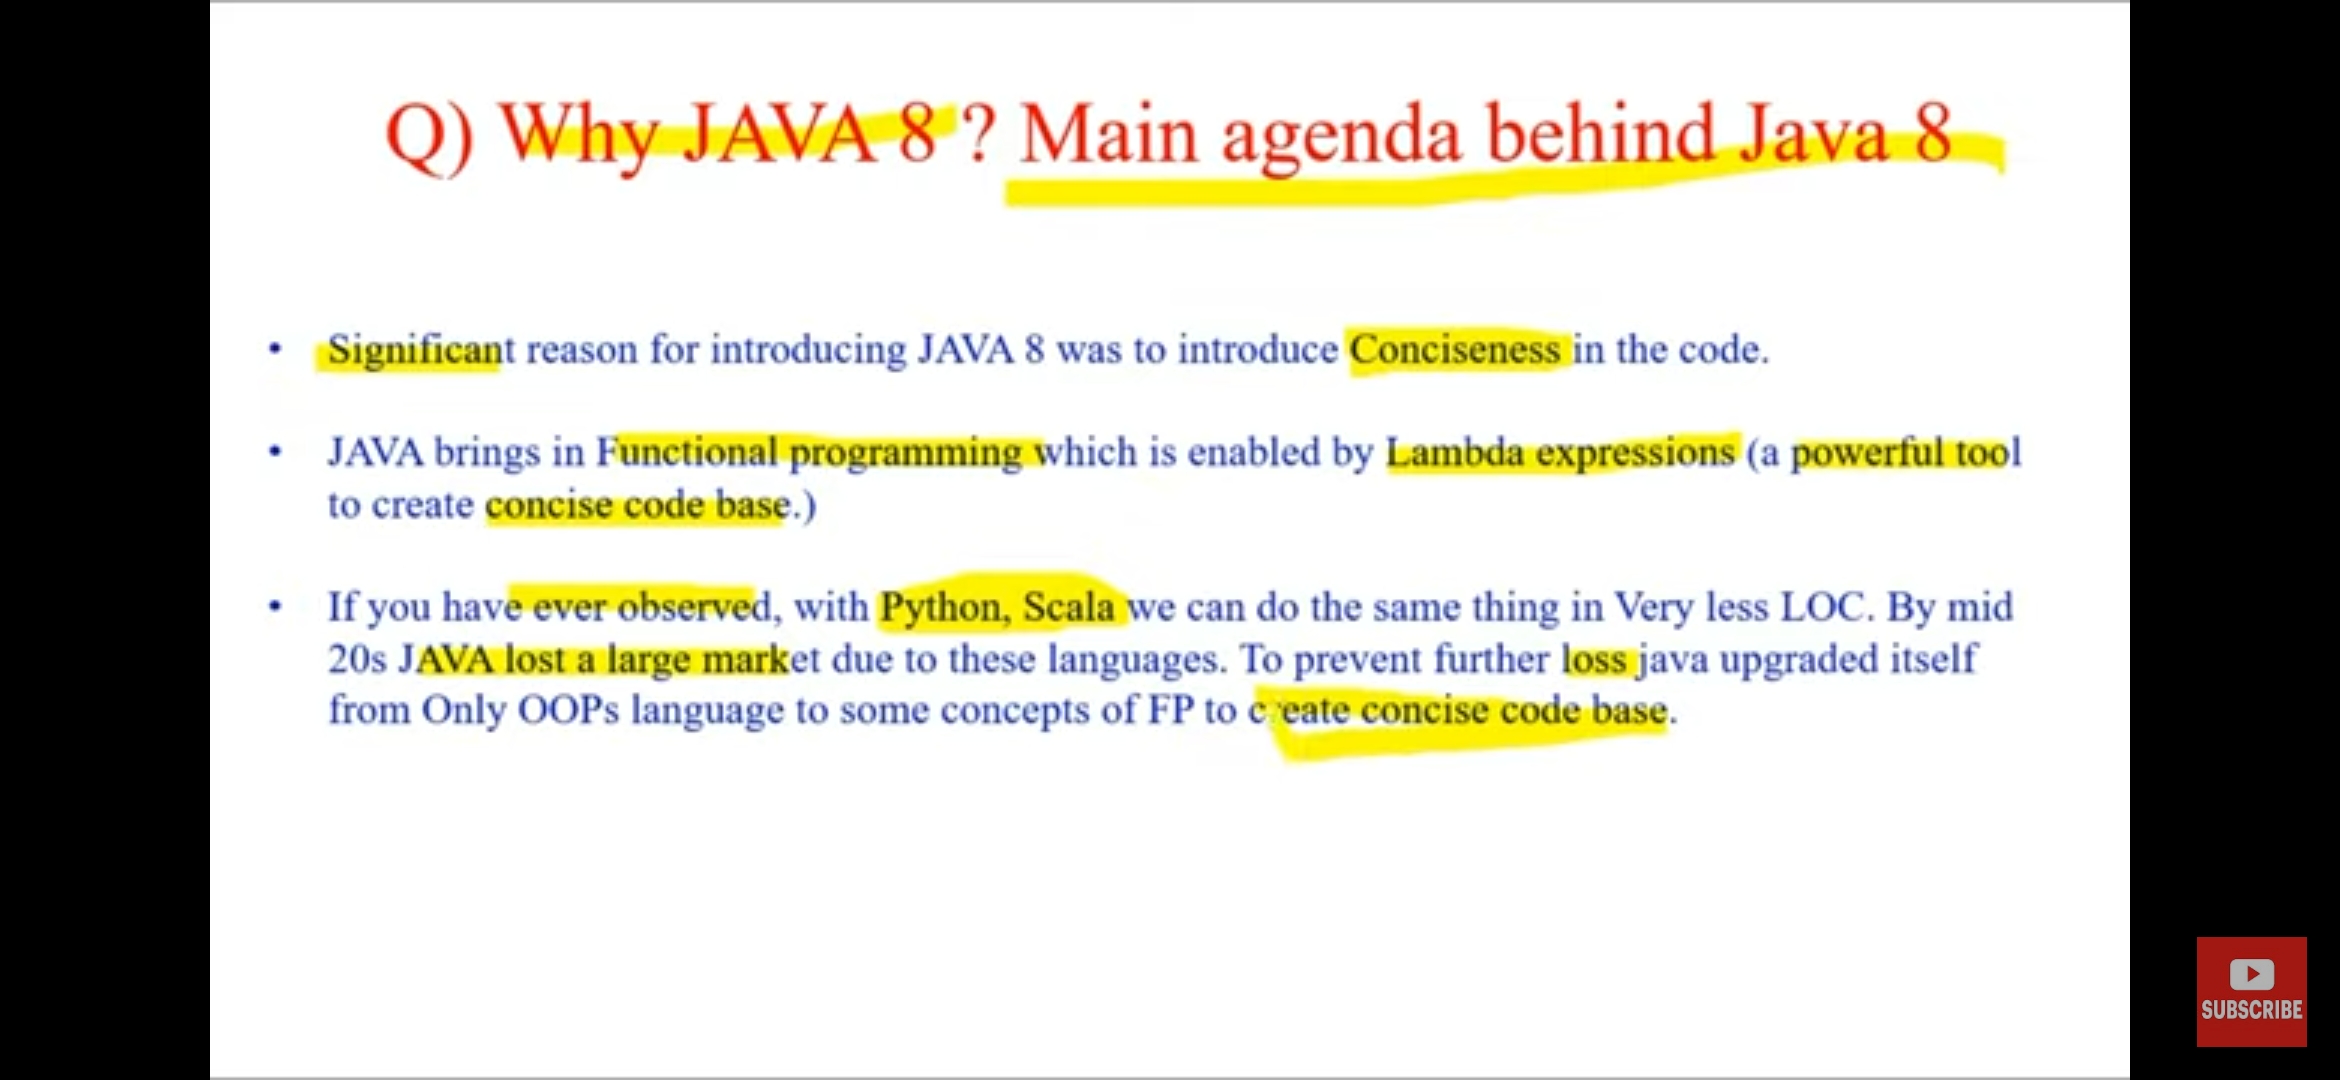 Q) Why JAVA 8 ? Main agenda behind Java 8
• Significant reason for introducing JAVA 8 was to introduce Conciseness in the code.
• JAVA brings in Functional programming which is enabled by Lambda expressions (a powerful tool
to create concise code base.)
• If you have ever observed, with Python, Scala we can do the same thing in Very less LOC. By mid
20s JAVA lost a large market due to these languages. To prevent further loss java upgraded itself
from Only OOPs language to some concepts of FP to create concise code base.
SUBSCRIBE